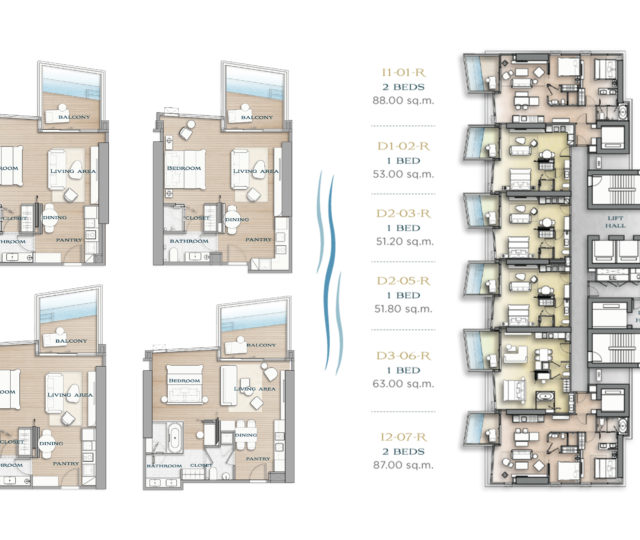 BALCONY
ROOM
LIVING AREA
DINING
CLOSET
BATHROOM
PANTRY
BALCONY
BEDROOM
LIVING AREA
CLOSET
DINING
BATHROOM
PANTRY
BALCONY
ROOM
LIVING AREA
DINING
CLOSET
ROOM
PANTRY
BALCONY
BEDROOM
LIVING AREA
DINING
BATHROOM
CLOSET
PANTRY
I1-01-R
2 BEDS
88.00 sq.m.
D1-02-R
1 BED
53.00 sq.m.
D2-03-R
1 BED
51.20 sq.m.
D2-05-R
1 BED
51.80 sq.m.
D3-06-R
1 BED
63.00 sq.m.
I2-07-R
2 BEDS
87.00 sq.m.
LIFT
HALL